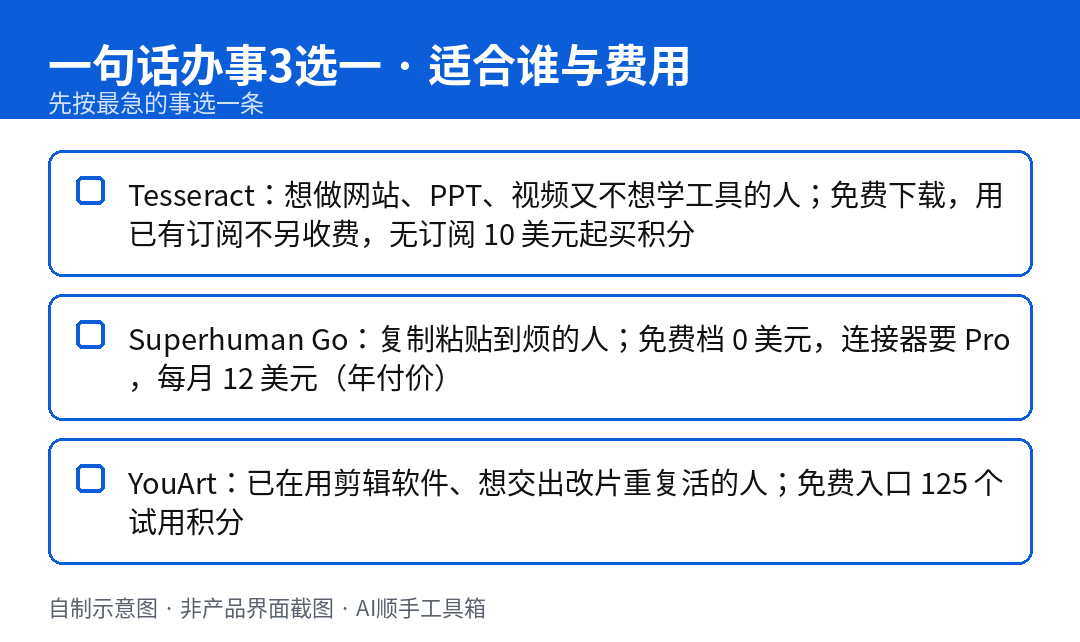 一句话办事3选一 · 适合谁与费用
先按最急的事选一条
Tesseract：想做网站、PPT、视频又不想学工具的人；免费下载，用
已有订阅不另收费，无订阅 10 美元起买积分
Superhuman Go：复制粘贴到烦的人；免费档 0 美元，连接器要 Pro
，每月 12 美元（年付价）
YouArt：已在用剪辑软件、想交出改片重复活的人；免费入口 125 个
试用积分
自制示意图 · 非产品界面截图 · AI顺手工具箱